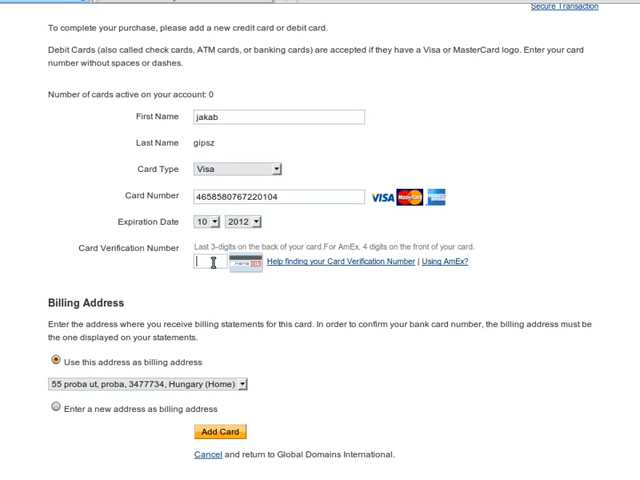 Secure Transaction
To complete your purchase, please add a new credit card or debit card.
Debit Cards (also called check cards, ATM cards, or banking cards) are accepted if they have a Visa or MasterCard logo. Enter your card
number without spaces or dashes.
Number of cards active on your account: 0
First Name jakab
Last Name gipsz
Card Type Visa
Card Number 4658580767220104 VISA MasterCard
Expiration Date 10 2012
Card Verification Number Last 3-digits on the back of your card.For AmEx, 4 digits on the front of your card.
Help finding your Card Verification Number | Using AmEx?
Billing Address
Enter the address where you receive billing statements for this card. In order to confirm your bank card number, the billing address must be
the one displayed on your statements.
Use this address as billing address
55 proba ut, proba, 3477734, Hungary (Home)
Enter a new address as billing address
Add Card
Cancel and return to Global Domains International.